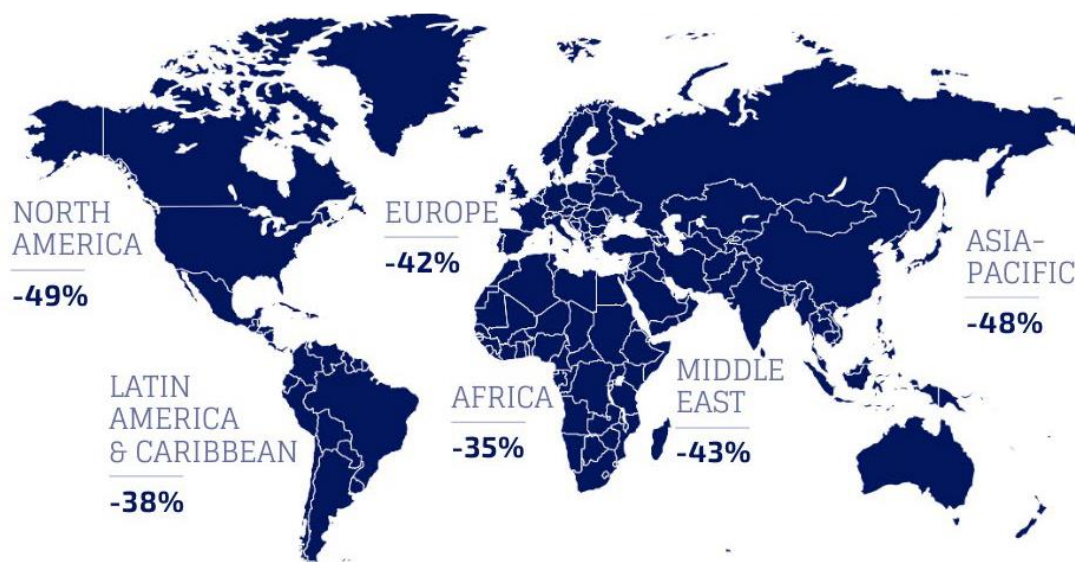 NORTH
AMERICA
-49%
EUROPE
-42%
ASIA-
PACIFIC
-48%
LATIN
AMERICA
& CARIBBEAN
-38%
AFRICA
-35%
MIDDLE
EAST
-43%